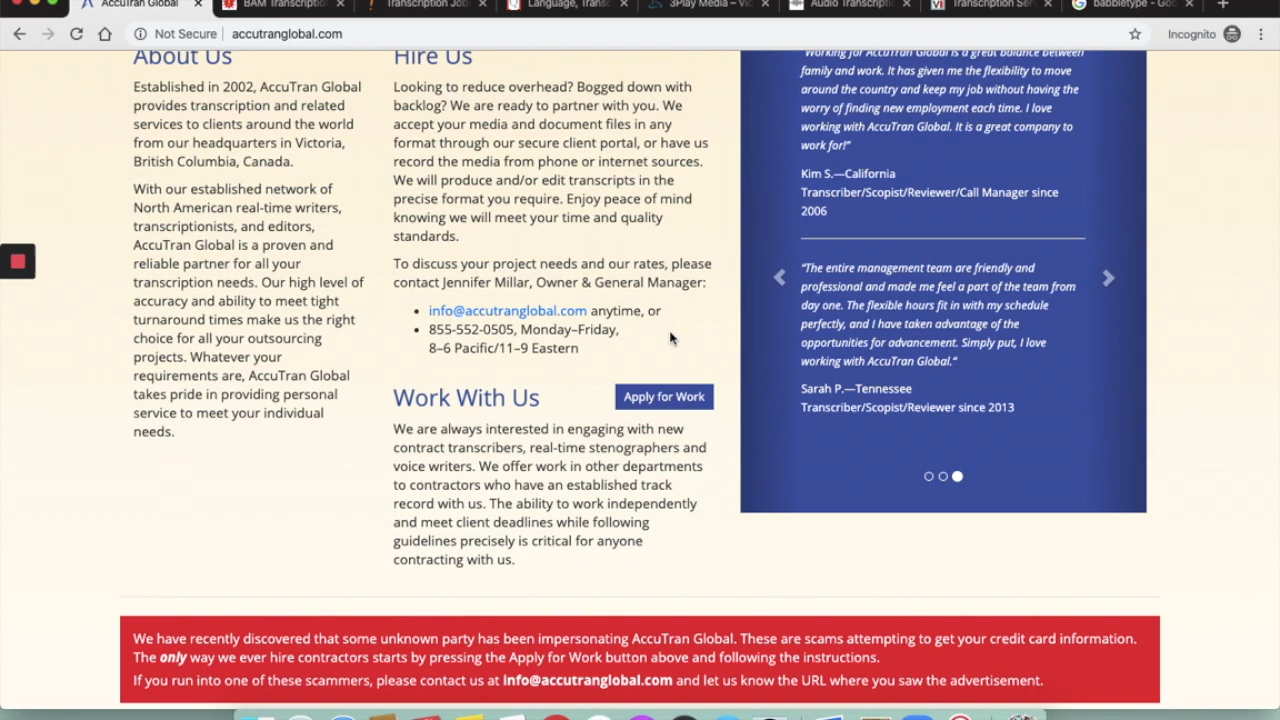 AccuTran Global
BAM Transcription
Transcription Job
Language, Transc
3Play Media – Vi
Audio Transcripti
Transcription Ser
babbletype - Goo
Not Secure
accutranglobal.com
Incognito
About Us
Established in 2002, AccuTran Global
provides transcription and related
services to clients around the world
from our headquarters in Victoria,
British Columbia, Canada.
With our established network of
North American real-time writers,
transcriptionists, and editors,
AccuTran Global is a proven and
reliable partner for all your
transcription needs. Our high level of
accuracy and ability to meet tight
turnaround times make us the right
choice for all your outsourcing
projects. Whatever your
requirements are, AccuTran Global
takes pride in providing personal
service to meet your individual
needs.
Hire Us
Looking to reduce overhead? Bogged down with
backlog? We are ready to partner with you. We
accept your media and document files in any
format through our secure client portal, or have us
record the media from phone or internet sources.
We will produce and/or edit transcripts in the
precise format you require. Enjoy peace of mind
knowing we will meet your time and quality
standards.
To discuss your project needs and our rates, please
contact Jennifer Millar, Owner & General Manager:
• info@accutranglobal.com anytime, or
• 855-552-0505, Monday–Friday,
8–6 Pacific/11–9 Eastern
Work With Us
Apply for Work
We are always interested in engaging with new
contract transcribers, real-time stenographers and
voice writers. We offer work in other departments
to contractors who have an established track
record with us. The ability to work independently
and meet client deadlines while following
guidelines precisely is critical for anyone
contracting with us.
"Working for AccuTran Global is a great balance between
family and work. It has given me the flexibility to move
around the country and keep my job without having the
worry of finding new employment each time. I love
working with AccuTran Global. It is a great company to
work for!"
Kim S.—California
Transcriber/Scopist/Reviewer/Call Manager since
2006
"The entire management team are friendly and
professional and made me feel a part of the team from
day one. The flexible hours fit in with my schedule
perfectly, and I have taken advantage of the
opportunities for advancement. Simply put, I love
working with AccuTran Global."
Sarah P.—Tennessee
Transcriber/Scopist/Reviewer since 2013
We have recently discovered that some unknown party has been impersonating AccuTran Global. These are scams attempting to get your credit card information.
The only way we ever hire contractors starts by pressing the Apply for Work button above and following the instructions.
If you run into one of these scammers, please contact us at info@accutranglobal.com and let us know the URL where you saw the advertisement.